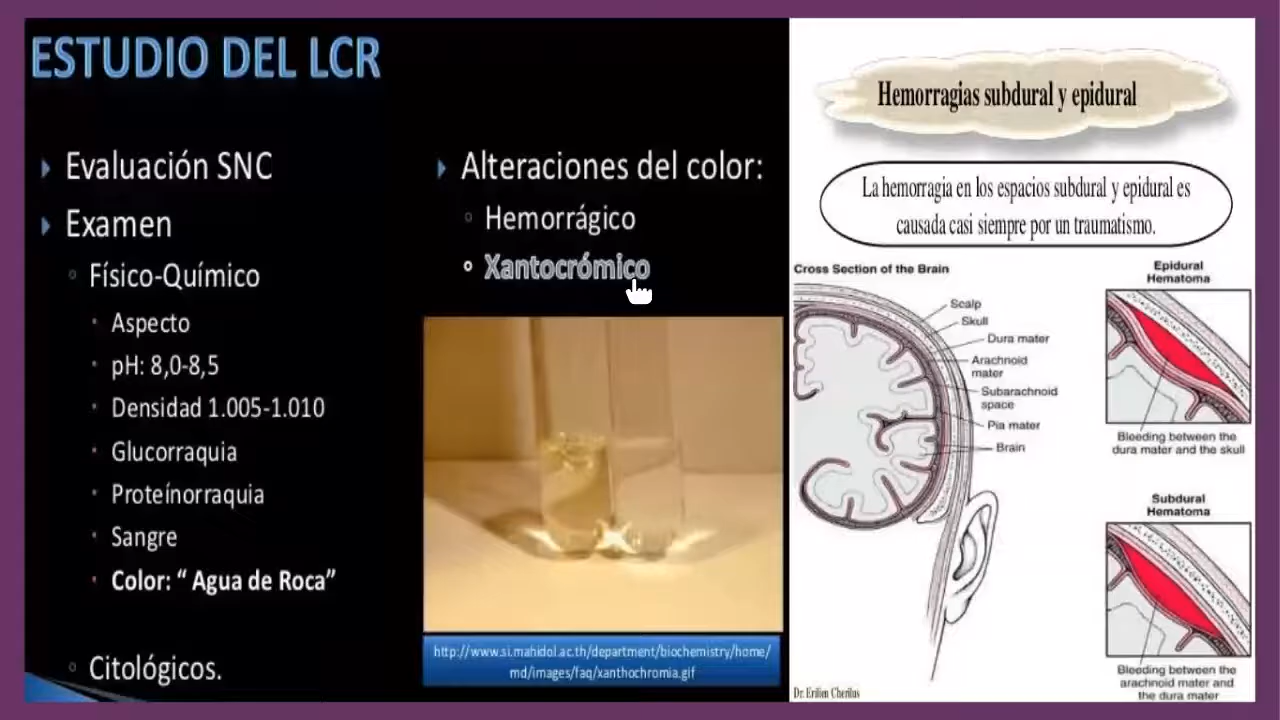 ESTUDIO DEL LCR
Evaluación SNC
Examen
Físico-Químico
Aspecto
pH: 8,0-8,5
Densidad 1.005-1.010
Glucorraquia
Proteínorraquia
Sangre
Color: “ Agua de Roca”
Citológicos.
Alteraciones del color:
Hemorrágico
Xantocrómico
http://www.si.mahidol.ac.th/department/biochemistry/home/
md/images/faq/xanthochromia.gif
Hemorragias subdural y epidural
La hemorragia en los espacios subdural y epidural es
causada casi siempre por un traumatismo.
Cross Section of the Brain
Scalp
Skull
Dura mater
Arachnoid
mater
Subarachnoid
space
Pia mater
Brain
Epidural
Hematoma
Bleeding between the
dura mater and the skull
Subdural
Hematoma
Bleeding between the
arachnoid mater and
the dura mater
Dr. Erilien Cherilus